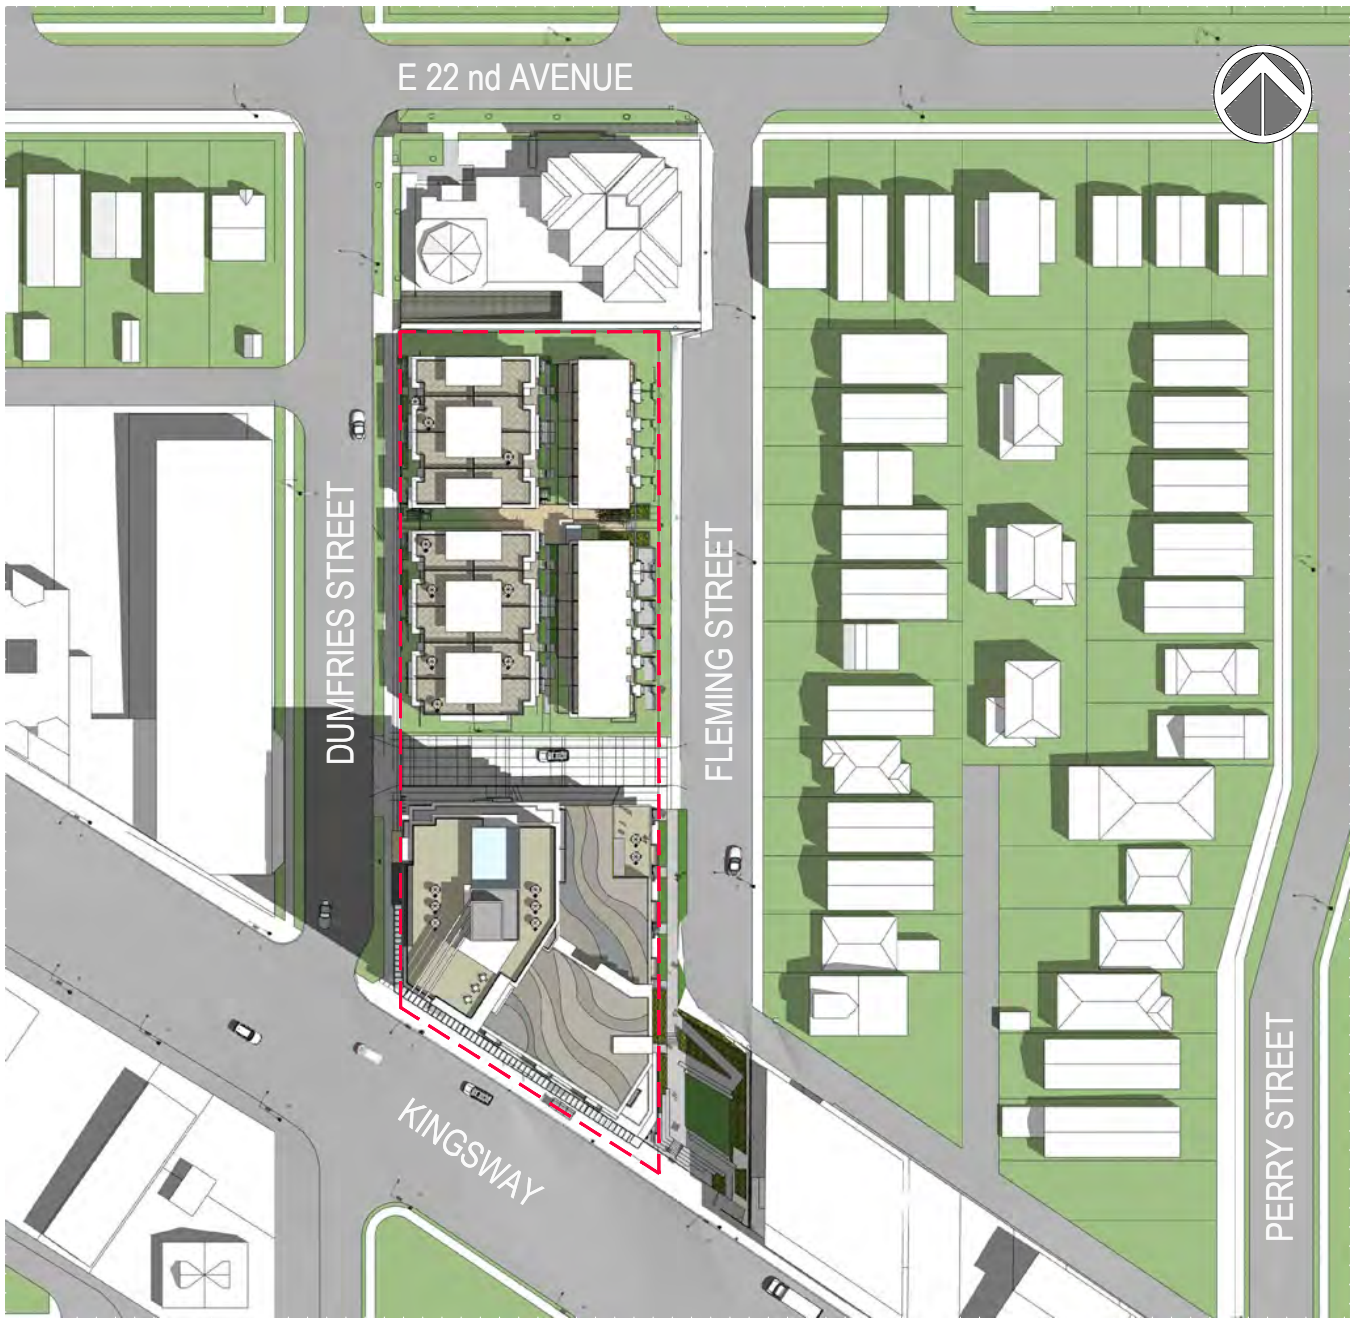 E 22 nd AVENUE
DUMFRIES STREET
FLEMING STREET
KINGSWAY
PERRY STREET